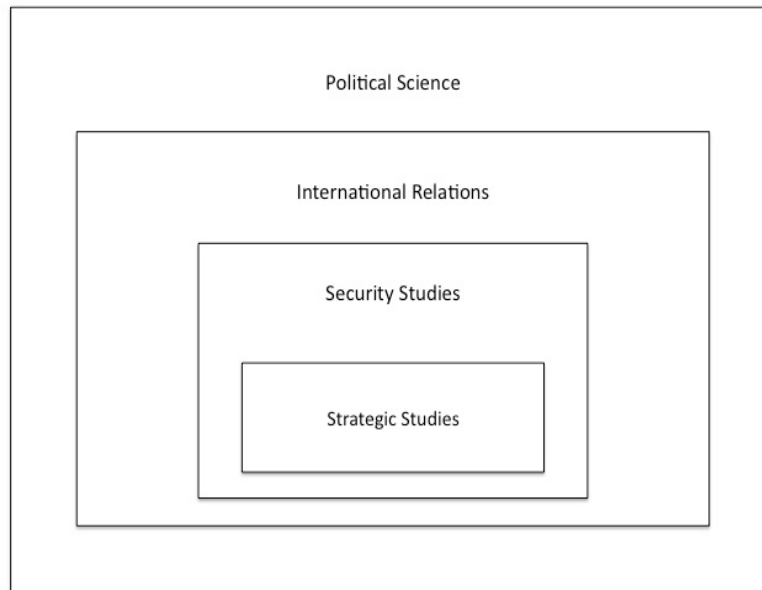 Political Science
International Relations
Security Studies
Strategic Studies